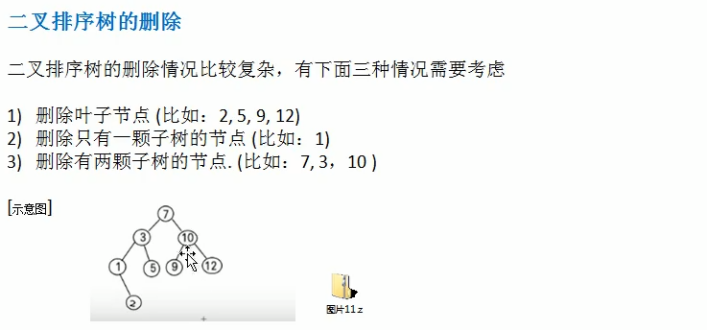 二叉排序树的删除
二叉排序树的删除情况比较复杂，有下面三种情况需要考虑
1) 删除叶子节点 (比如：2, 5, 9, 12)
2) 删除只有一颗子树的节点 (比如：1)
3) 删除有两颗子树的节点. (比如：7, 3，10 )
[示意图]
7
3 10
1 5 9 12
2
图片11.z